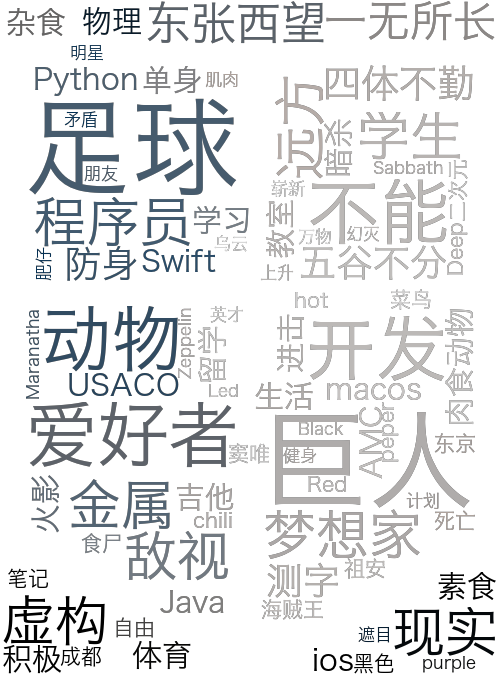 杂食 物理 东张西望 一无所长
明星
Python 单身 肌肉 四体不勤
足球 矛盾 朋友 远方 暗杀 学生
Sabbath 二次元
程序员 学习 乌云 崭新 不能
教室 万物 幻灭 Deep
肥仔 防身 Swift 上升 五谷不分
hot 菜鸟
Maranatha 动物 Zeppelin 英才 留学 进击 开发 肉食动物
USACO Led 生活 macos
爱好者 窦唯 Black 巨人 AMC peper 东京
健身
火影 金属 吉他 Red 计划
chili 梦想家 死亡
食尸 敌视
测字 祖安
笔记 Java 海贼王 素食
虚构 自由 遮目 现实
积极 成都 体育 ios 黑色 purple